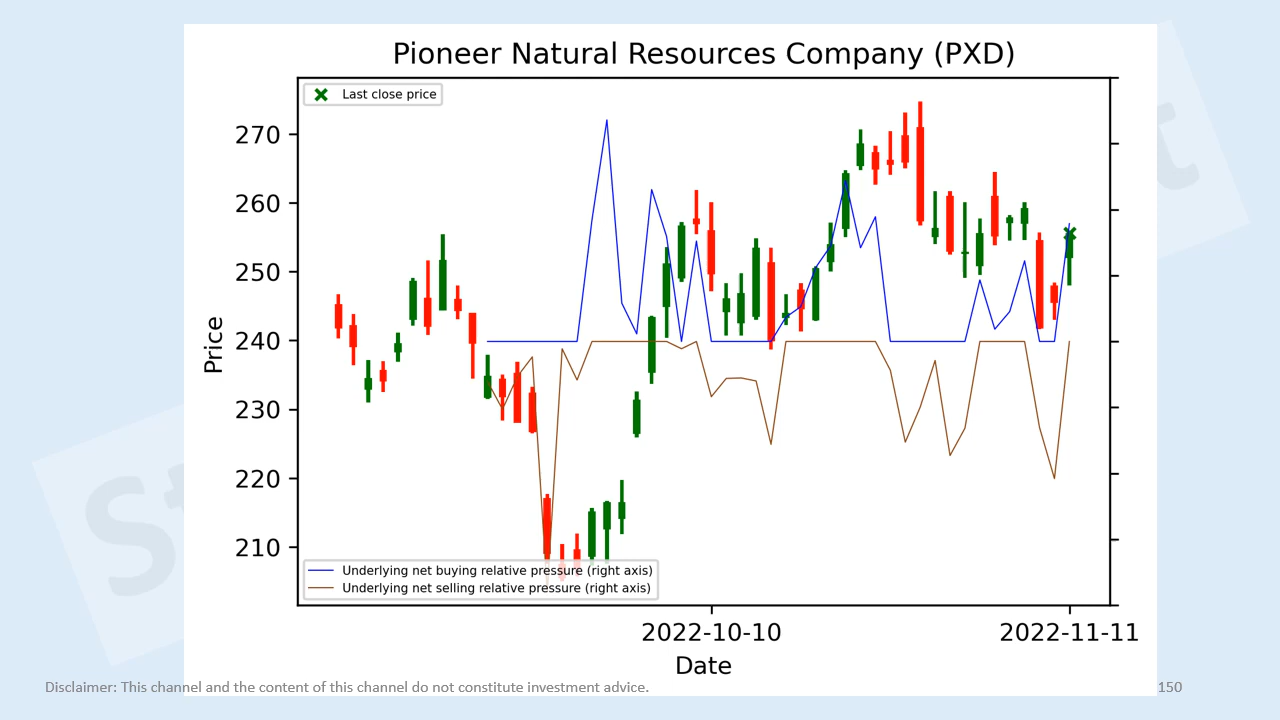 Pioneer Natural Resources Company (PXD)
Last close price
270
260
250
240
230
220
210
Price
Underlying net buying relative pressure (right axis)
Underlying net selling relative pressure (right axis)
2022-10-10
2022-11-11
Date
Disclaimer: This channel and the content of this channel do not constitute investment advice.
150